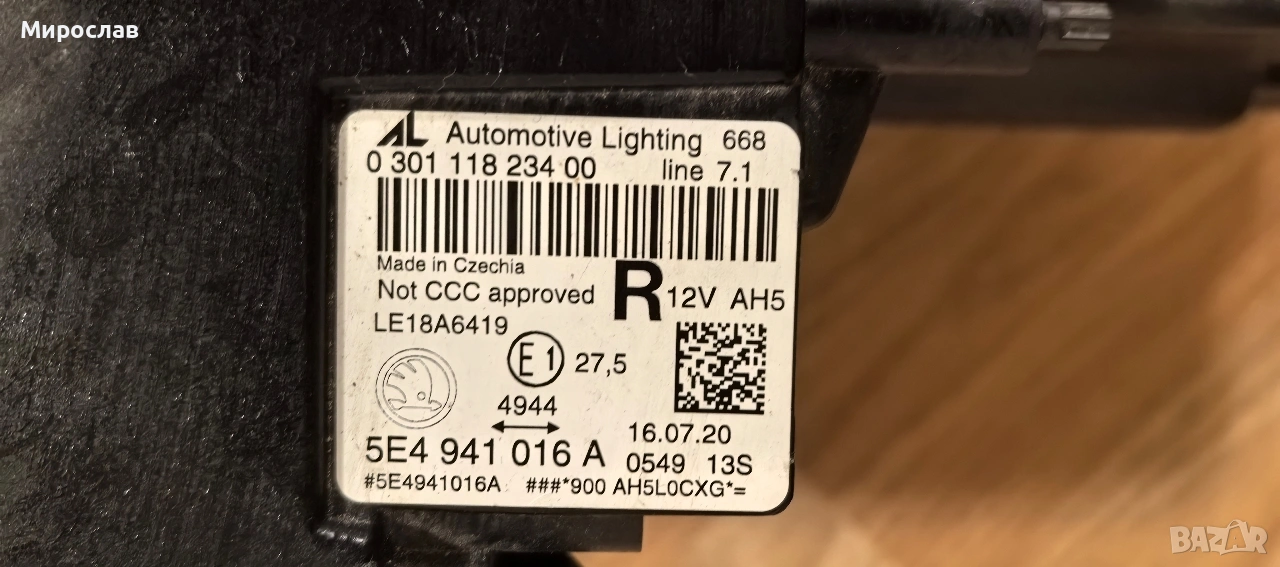 Мирослав
AL Automotive Lighting 668
0 301 118 234 00 line 7.1
Made in Czechia
Not CCC approved R 12V AH5
LE18A6419
E1 27,5
4944
16.07.20
5E4 941 016 A 0549 13S
#5E4941016A ###*900 AH5L0CXG*=
BAZAR